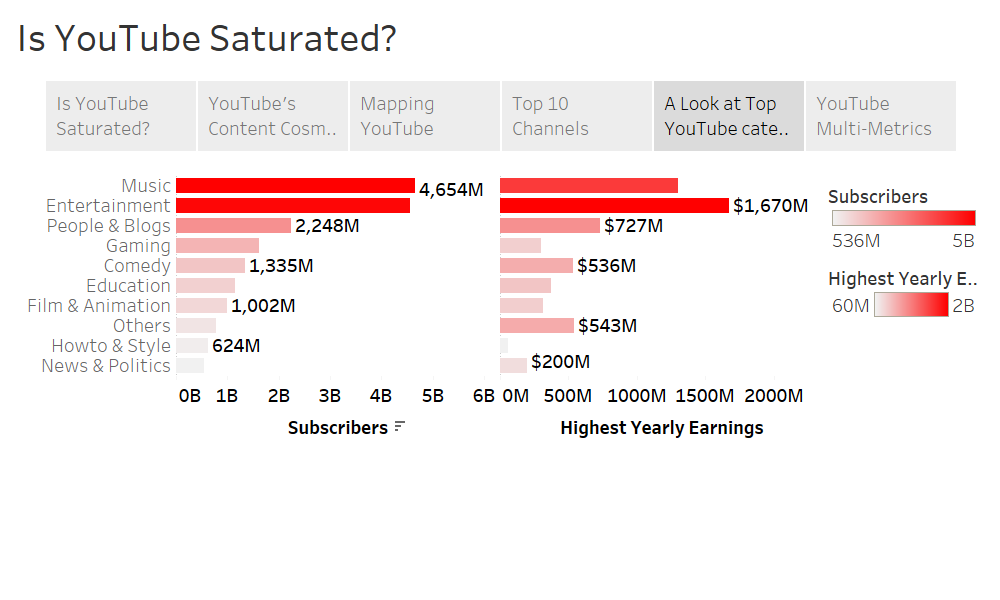 Is YouTube Saturated?
Is YouTube
Saturated?
YouTube's
Content Cosm..
Mapping
YouTube
Top 10
Channels
A Look at Top
YouTube cate..
YouTube
Multi-Metrics
Music
4,654M
Entertainment
$1,670M
People & Blogs
2,248M
$727M
Gaming
Comedy
1,335M
$536M
Education
Film & Animation
1,002M
Others
$543M
Howto & Style
624M
News & Politics
$200M
0B 1B 2B 3B 4B 5B 6B
0M 500M 1000M 1500M 2000M
Subscribers
Highest Yearly Earnings
Subscribers
536M 5B
Highest Yearly E..
60M 2B